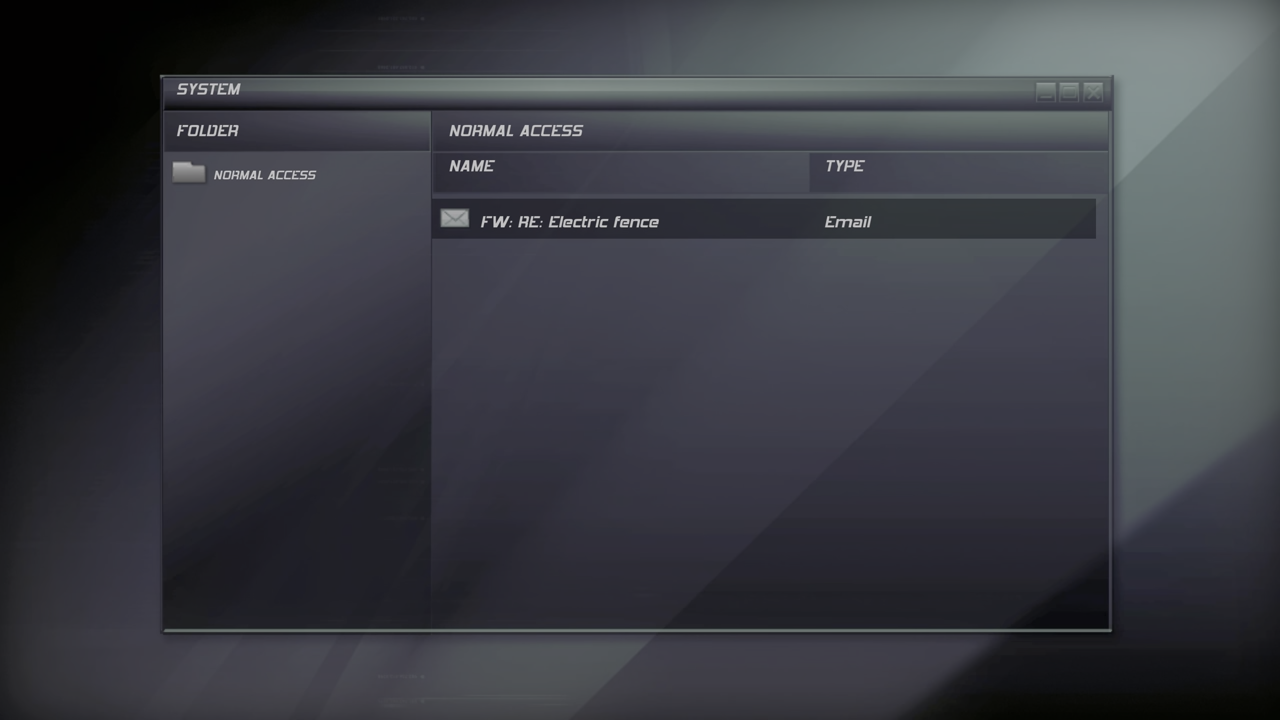 SYSTEM
FOLDER
NORMAL ACCESS
NORMAL ACCESS
NAME TYPE
FW: RE: Electric fence Email